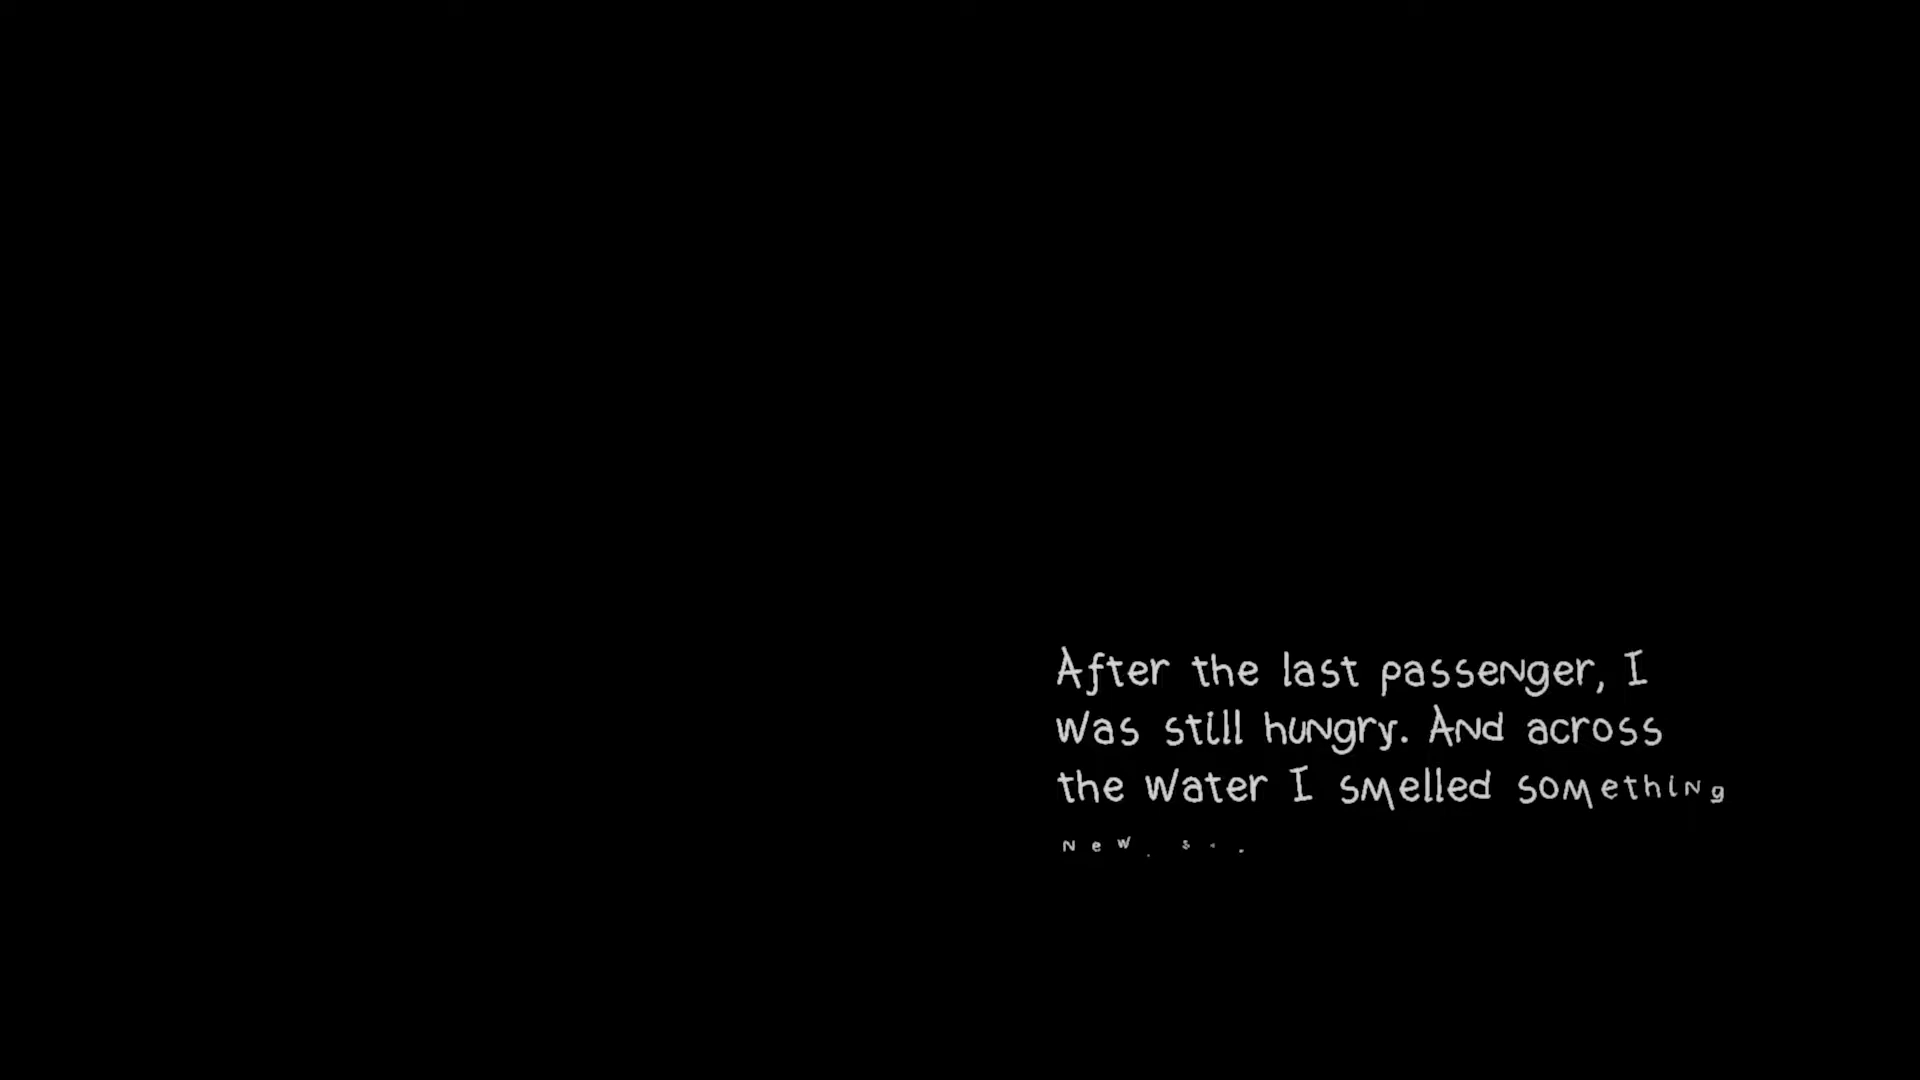 After the last passenger, I
was still hungry. And across
the water I smelled something
new.